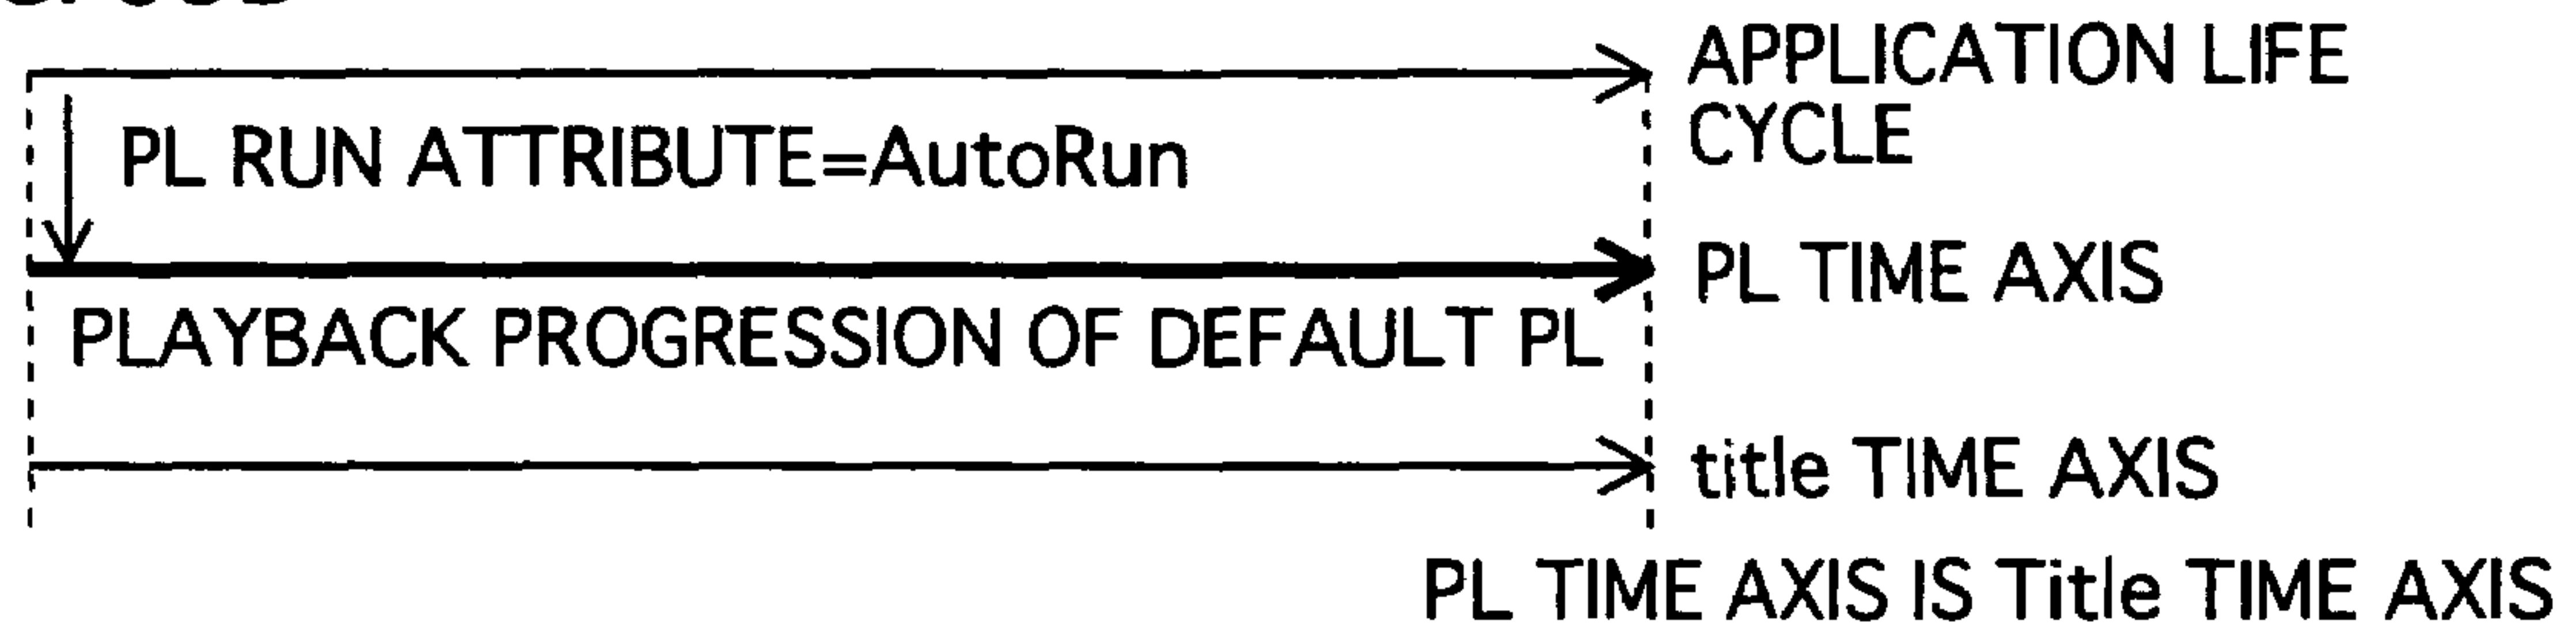 APPLICATION LIFE
CYCLE
PL RUN ATTRIBUTE=AutoRun
PL TIME AXIS
PLAYBACK PROGRESSION OF DEFAULT PL
title TIME AXIS
PL TIME AXIS IS Title TIME AXIS